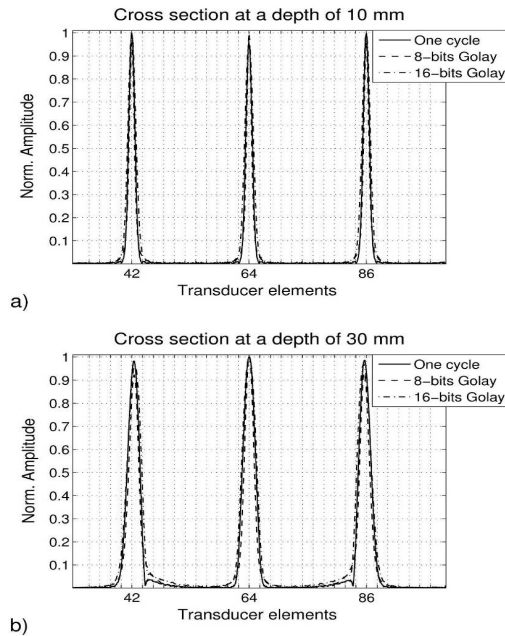 Cross section at a depth of 10 mm
1
0.9
0.8
0.7
0.6
0.5
0.4
0.3
0.2
0.1
Norm. Amplitude
One cycle
8-bits Golay
16-bits Golay
42 64 86
Transducer elements
a)
Cross section at a depth of 30 mm
1
0.9
0.8
0.7
0.6
0.5
0.4
0.3
0.2
0.1
Norm. Amplitude
One cycle
8-bits Golay
16-bits Golay
42 64 86
Transducer elements
b)